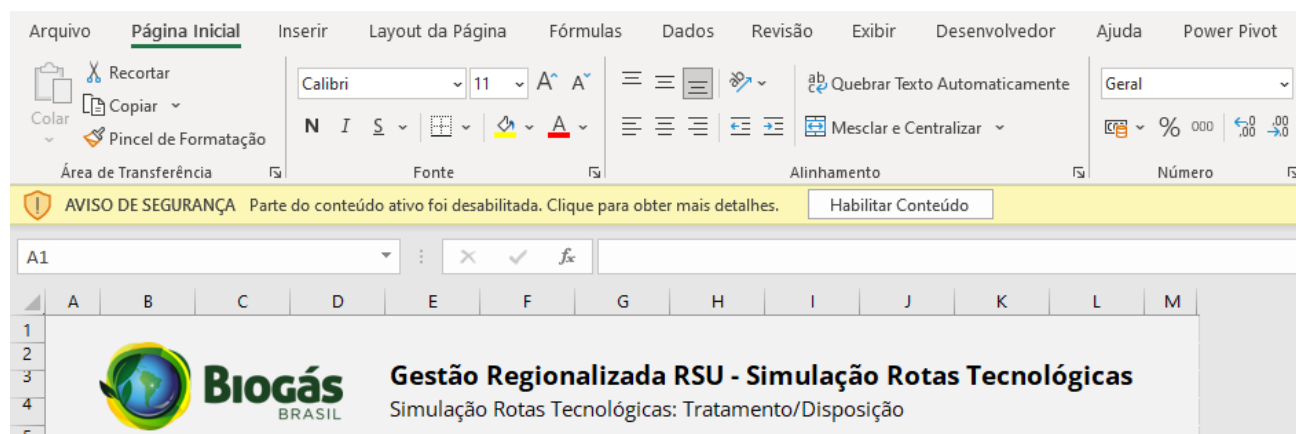 Arquivo Página Inicial Inserir Layout da Página Fórmulas Dados Revisão Exibir Desenvolvedor Ajuda Power Pivot
Recortar
Copiar
Colar
Pincel de Formatação
Área de Transferência
Calibri 11 A A
N I S A
Fonte
ab Quebrar Texto Automaticamente
Mesclar e Centralizar
Alinhamento
Geral
% 000 ,00 ,00
Número
AVISO DE SEGURANÇA Parte do conteúdo ativo foi desabilitada. Clique para obter mais detalhes. Habilitar Conteúdo
A1 fx
A B C D E F G H I J K L M
1
2
3
4
BIOGÁS
BRASIL
Gestão Regionalizada RSU - Simulação Rotas Tecnológicas
Simulação Rotas Tecnológicas: Tratamento/Disposição